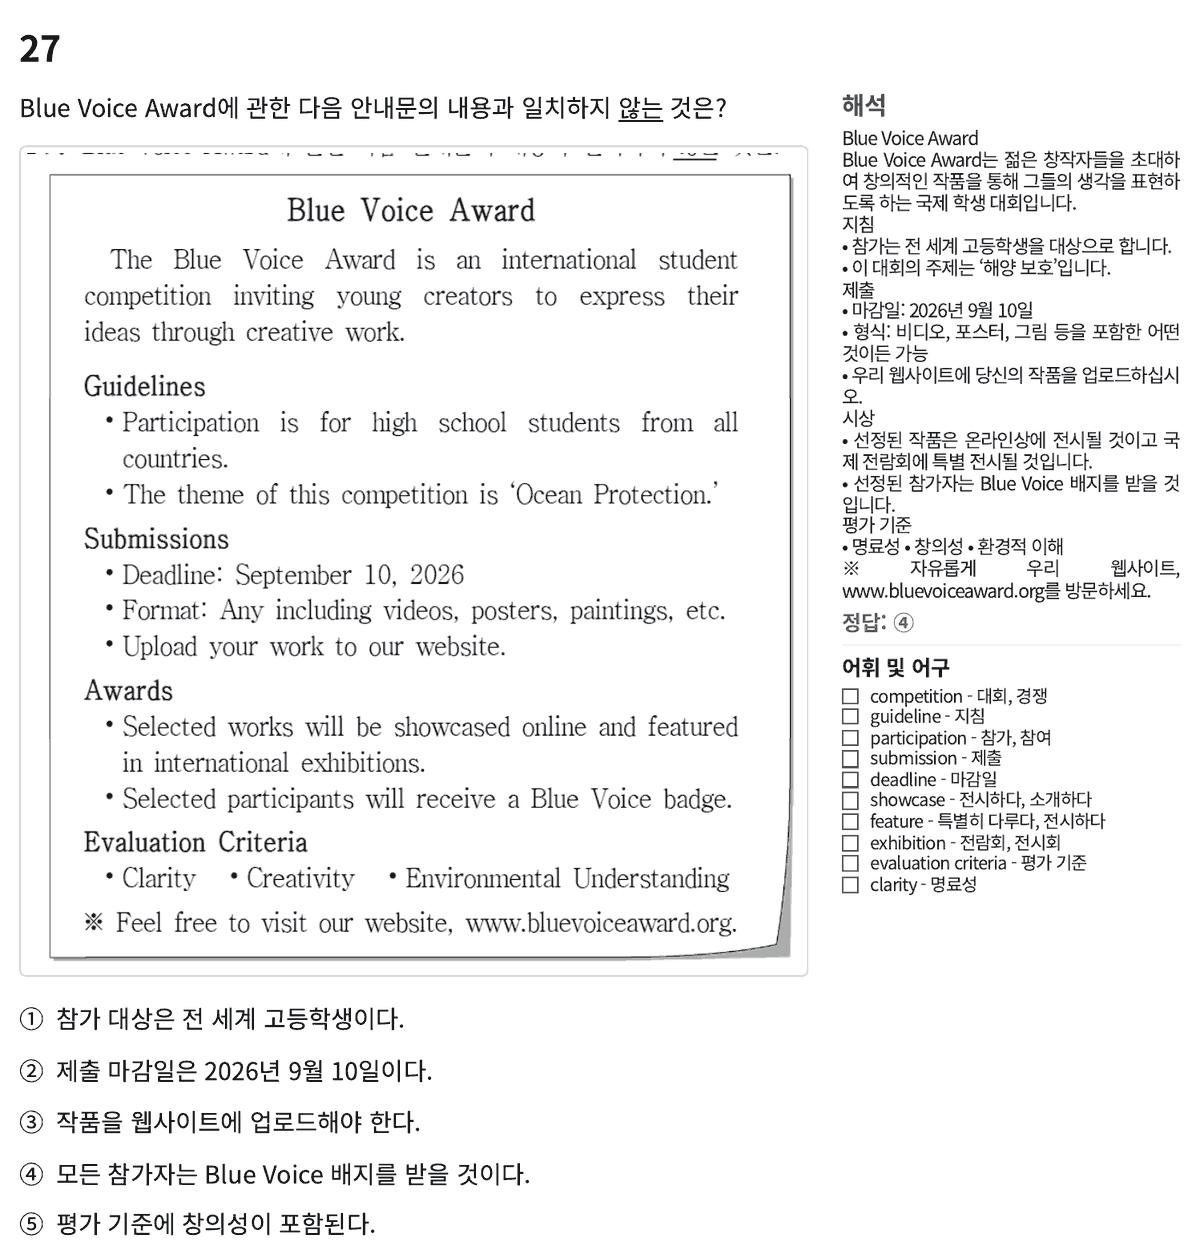 27
Blue Voice Award에 관한 다음 안내문의 내용과 일치하지 않는 것은?
Blue Voice Award
The Blue Voice Award is an international student
competition inviting young creators to express their
ideas through creative work.
Guidelines
• Participation is for high school students from all
countries.
• The theme of this competition is ‘Ocean Protection.’
Submissions
• Deadline: September 10, 2026
• Format: Any including videos, posters, paintings, etc.
• Upload your work to our website.
Awards
• Selected works will be showcased online and featured
in international exhibitions.
• Selected participants will receive a Blue Voice badge.
Evaluation Criteria
• Clarity • Creativity • Environmental Understanding
※ Feel free to visit our website, www.bluevoiceaward.org.
① 참가 대상은 전 세계 고등학생이다.
② 제출 마감일은 2026년 9월 10일이다.
③ 작품을 웹사이트에 업로드해야 한다.
④ 모든 참가자는 Blue Voice 배지를 받을 것이다.
⑤ 평가 기준에 창의성이 포함된다.
해석
Blue Voice Award
Blue Voice Award는 젊은 창작자들을 초대하
여 창의적인 작품을 통해 그들의 생각을 표현하
도록 하는 국제 학생 대회입니다.
지침
• 참가는 전 세계 고등학생을 대상으로 합니다.
• 이 대회의 주제는 ‘해양 보호’입니다.
제출
• 마감일: 2026년 9월 10일
• 형식: 비디오, 포스터, 그림 등을 포함한 어떤
것이든 가능
• 우리 웹사이트에 당신의 작품을 업로드하십시
오.
시상
• 선정된 작품은 온라인상에 전시될 것이고 국
제 전람회에 특별 전시될 것입니다.
• 선정된 참가자는 Blue Voice 배지를 받을 것
입니다.
평가 기준
• 명료성 • 창의성 • 환경적 이해
※ 자유롭게 우리 웹사이트,
www.bluevoiceaward.org를 방문하세요.
정답: ④
어휘 및 어구
competition - 대회, 경쟁
guideline - 지침
participation - 참가, 참여
submission - 제출
deadline - 마감일
showcase - 전시하다, 소개하다
feature - 특별히 다루다, 전시하다
exhibition - 전람회, 전시회
evaluation criteria - 평가 기준
clarity - 명료성